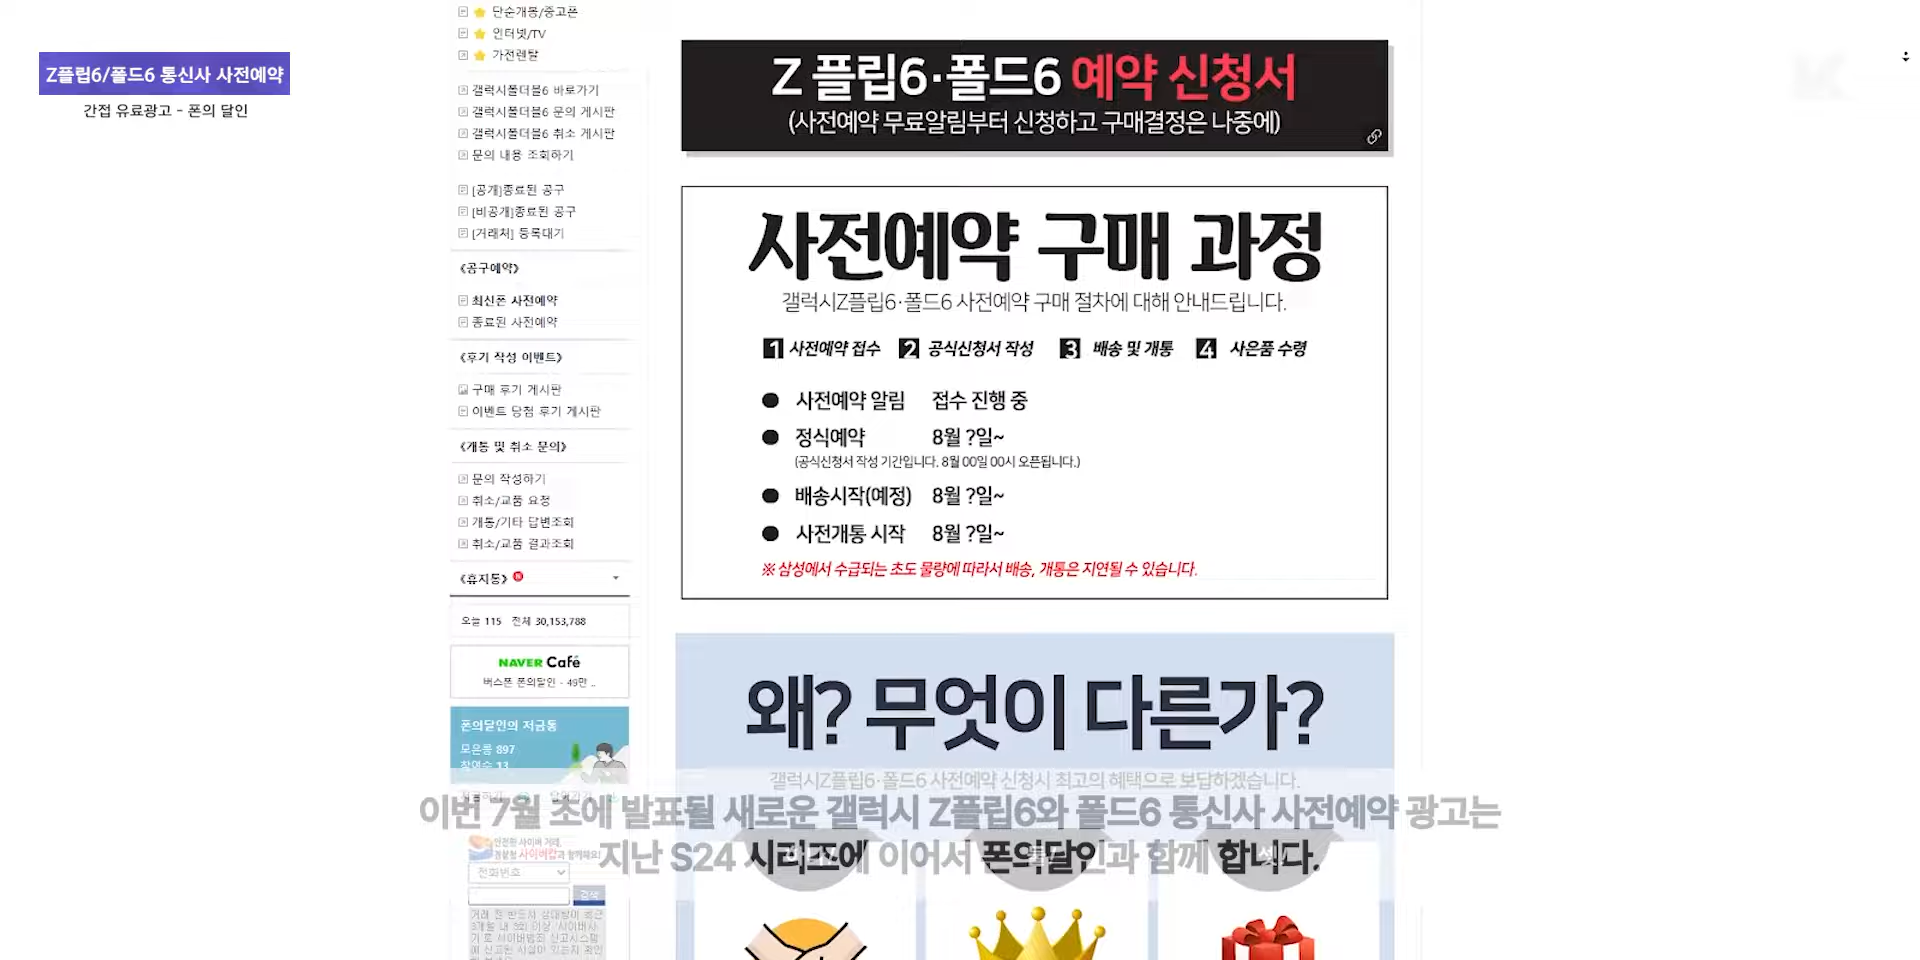 Z플립6/폴드6 통신사 사전예약
간접 유료광고 - 폰의 달인
단순개통/중고폰
인터넷/TV
가전렌탈
갤럭시폴더블6 바로가기
갤럭시폴더블6 문의 게시판
갤럭시폴더블6 취소 게시판
문의 내용 조회하기
[공개]종료된 공구
[비공개]종료된 공구
[거래처] 등록대기
《공구예약》
최신폰 사전예약
종료된 사전예약
《후기 작성 이벤트》
구매 후기 게시판
이벤트 당첨 후기 게시판
《개통 및 취소 문의》
문의 작성하기
취소/교품 요청
개통/기타 답변조회
취소/교품 결과조회
《휴지통》
오늘 115 전체 30,153,788
NAVER Cafe
버스폰 폰의달인 - 49만 ..
폰의달인의 저금통
모은콩 897
참여수 13
전화번호
검색
Z 플립6·폴드6 예약 신청서
(사전예약 무료알림부터 신청하고 구매결정은 나중에)
사전예약 구매 과정
갤럭시Z플립6·폴드6 사전예약 구매 절차에 대해 안내드립니다.
1 사전예약 접수 2 공식신청서 작성 3 배송 및 개통 4 사은품 수령
● 사전예약 알림 접수 진행 중
● 정식예약 8월 ?일~
(공식신청서 작성 기간입니다. 8월 00일 00시 오픈됩니다.)
● 배송시작(예정) 8월 ?일~
● 사전개통 시작 8월 ?일~
※ 삼성에서 수급되는 초도 물량에 따라서 배송, 개통은 지연될 수 있습니다.
왜? 무엇이 다른가?
갤럭시Z플립6·폴드6 사전예약 신청시 최고의 혜택으로 보답하겠습니다.
이번 7월 초에 발표될 새로운 갤럭시 Z플립6와 폴드6 통신사 사전예약 광고는
지난 S24 시리즈에 이어서 폰의달인과 함께 합니다.